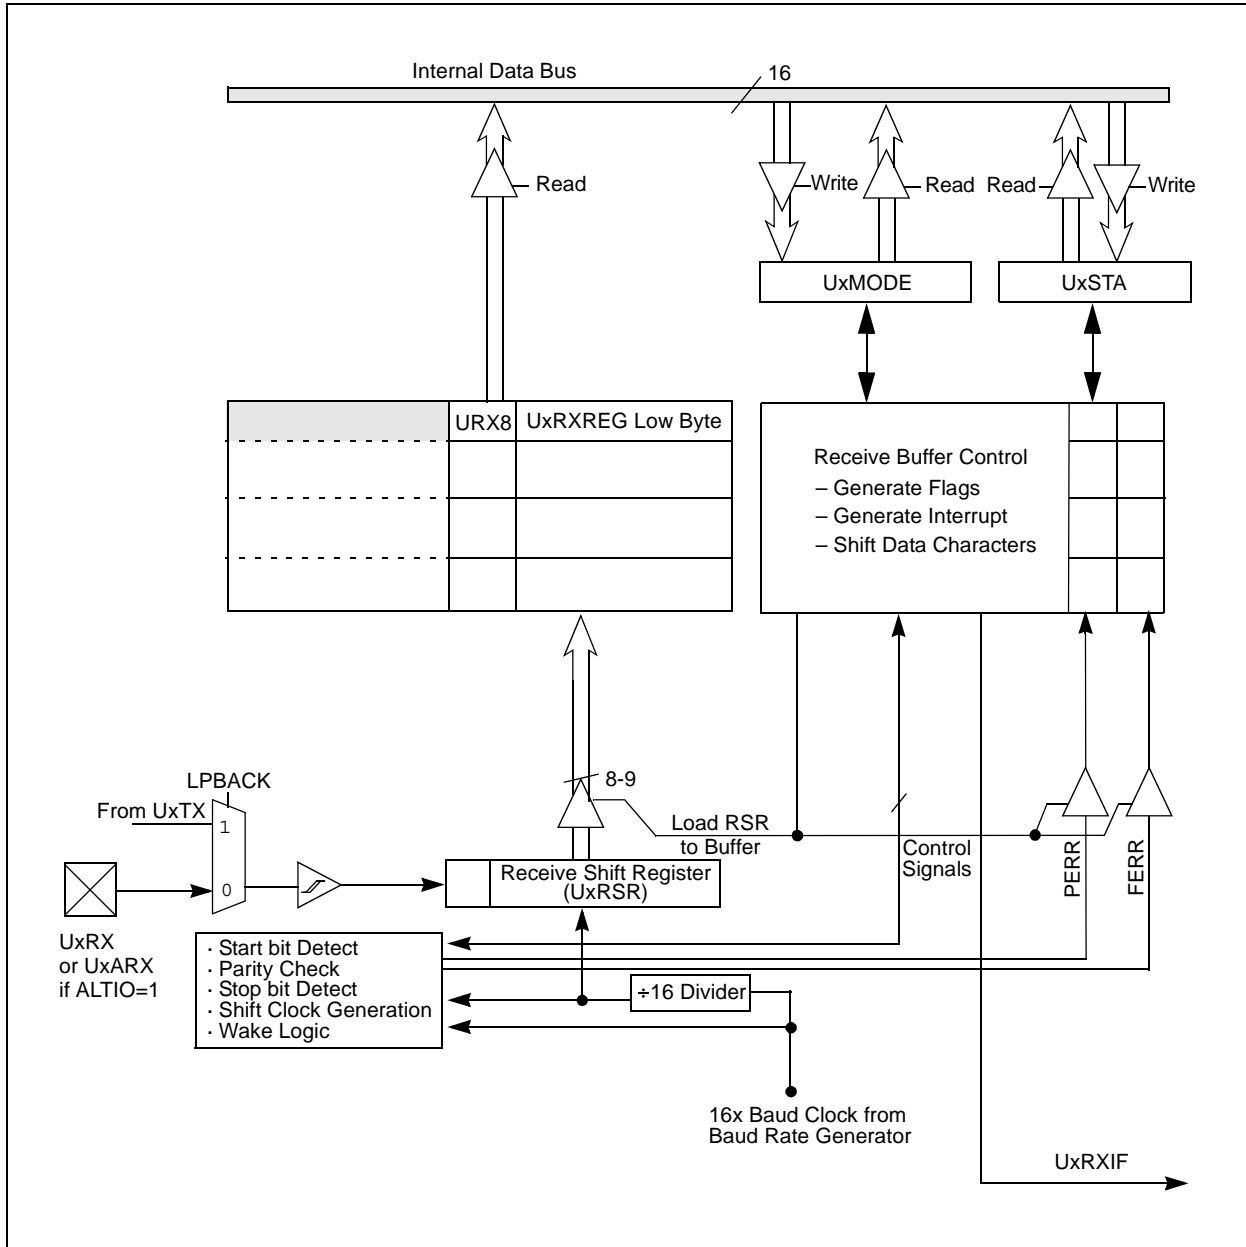 Internal Data Bus
16
Read
Write
Read
Read
Write
UxMODE
UxSTA
URX8
UxRXREG Low Byte
Receive Buffer Control
– Generate Flags
– Generate Interrupt
– Shift Data Characters
LPBACK
From UxTX
1
0
8-9
Load RSR
to Buffer
Control
Signals
PERR
FERR
Receive Shift Register
(UxRSR)
UxRX
or UxARX
if ALTIO=1
· Start bit Detect
· Parity Check
· Stop bit Detect
· Shift Clock Generation
· Wake Logic
÷16 Divider
16x Baud Clock from
Baud Rate Generator
UxRXIF